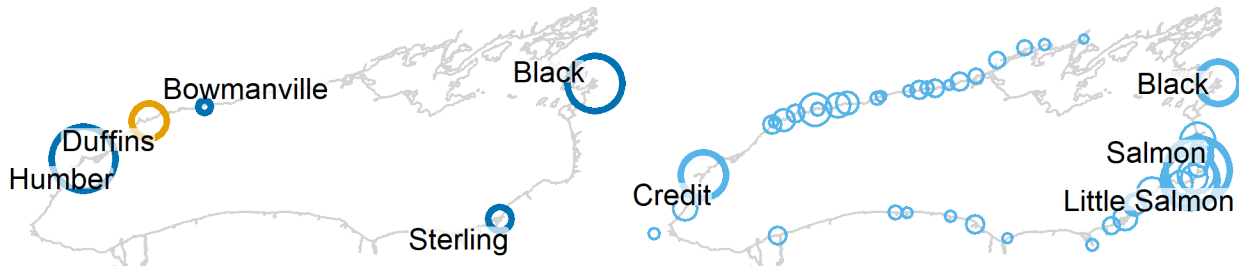 Bowmanville
Black
Duffins
Humber
Sterling
Black
Salmon
Credit
Little Salmon